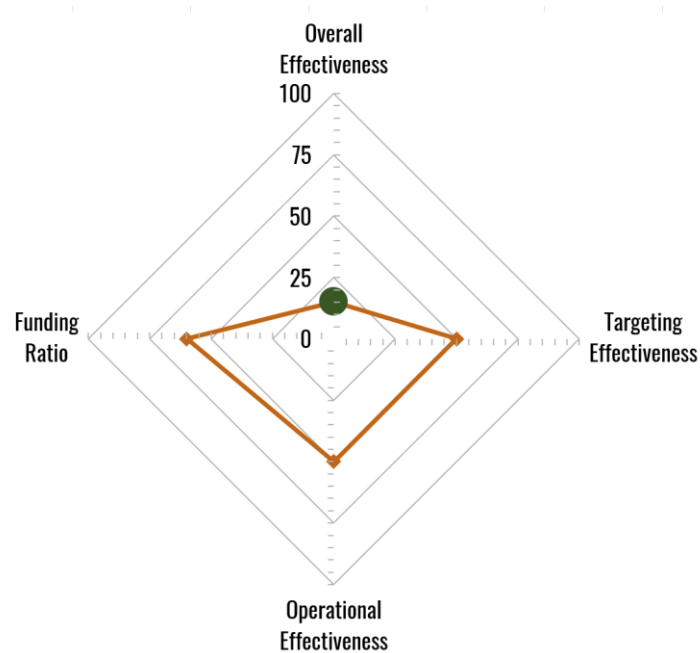 Overall
Effectiveness
100
75
50
25
0
Funding
Ratio
Targeting
Effectiveness
Operational
Effectiveness